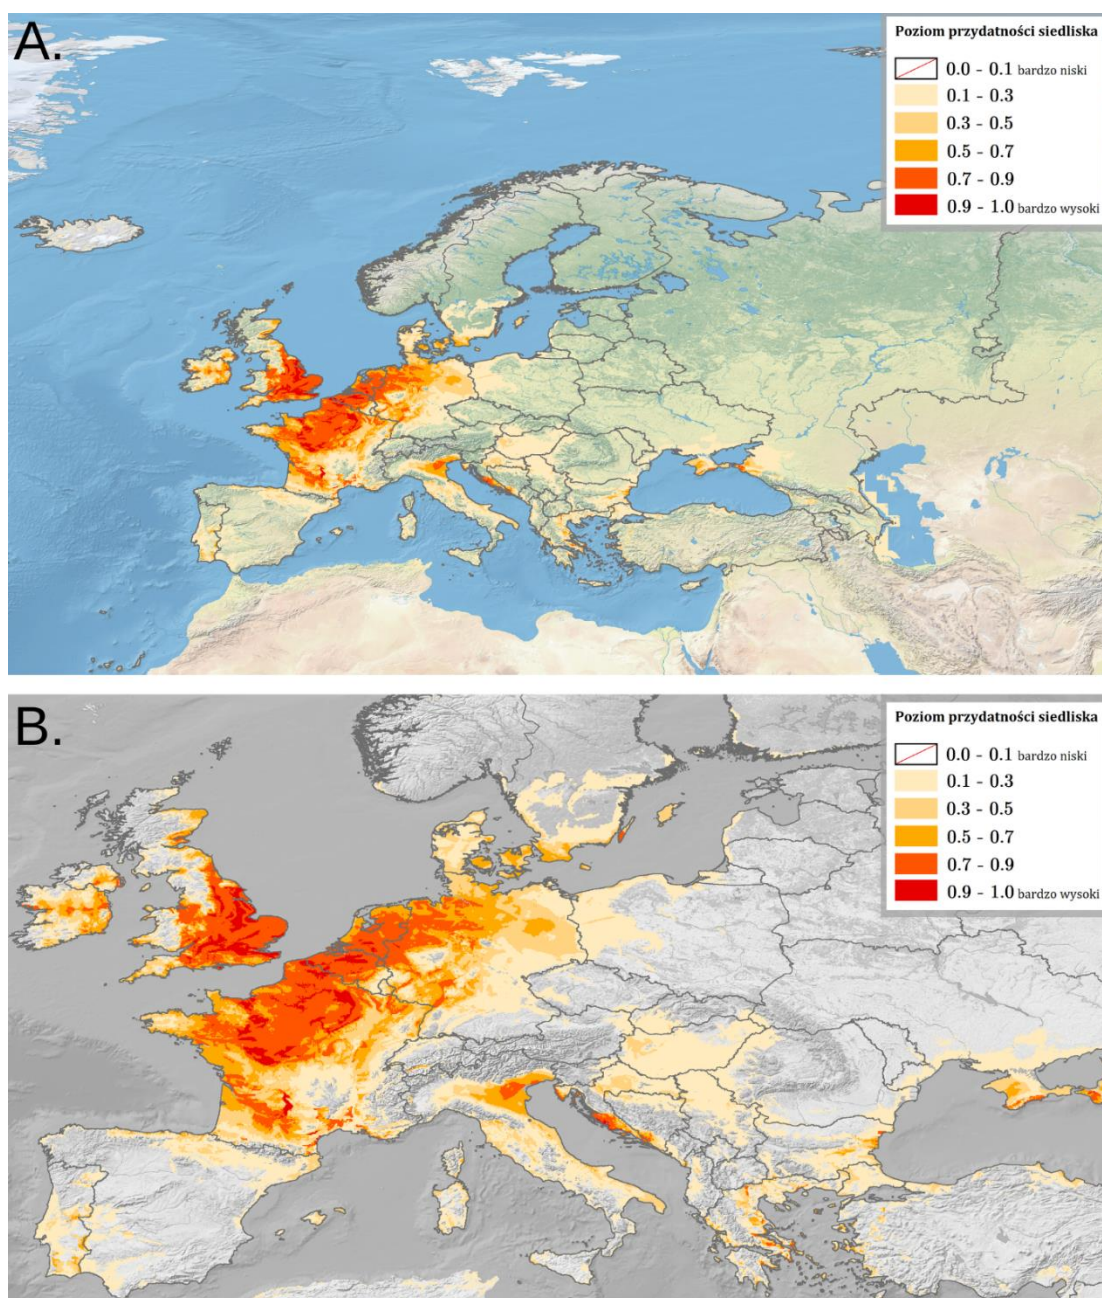 A.
Poziom przydatności siedliska
0.0 - 0.1 bardzo niski
0.1 - 0.3
0.3 - 0.5
0.5 - 0.7
0.7 - 0.9
0.9 - 1.0 bardzo wysoki
B.
Poziom przydatności siedliska
0.0 - 0.1 bardzo niski
0.1 - 0.3
0.3 - 0.5
0.5 - 0.7
0.7 - 0.9
0.9 - 1.0 bardzo wysoki